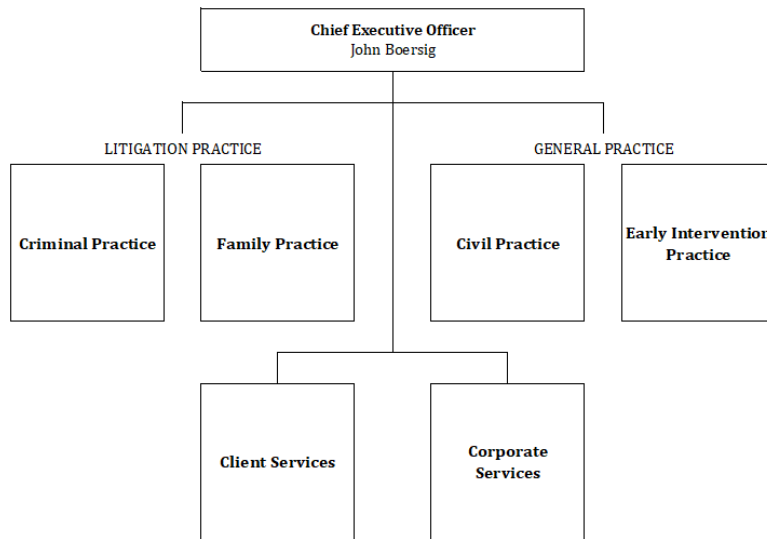 Chief Executive Officer
John Boersig
LITIGATION PRACTICE
GENERAL PRACTICE
Criminal Practice
Family Practice
Civil Practice
Early Intervention
Practice
Client Services
Corporate
Services